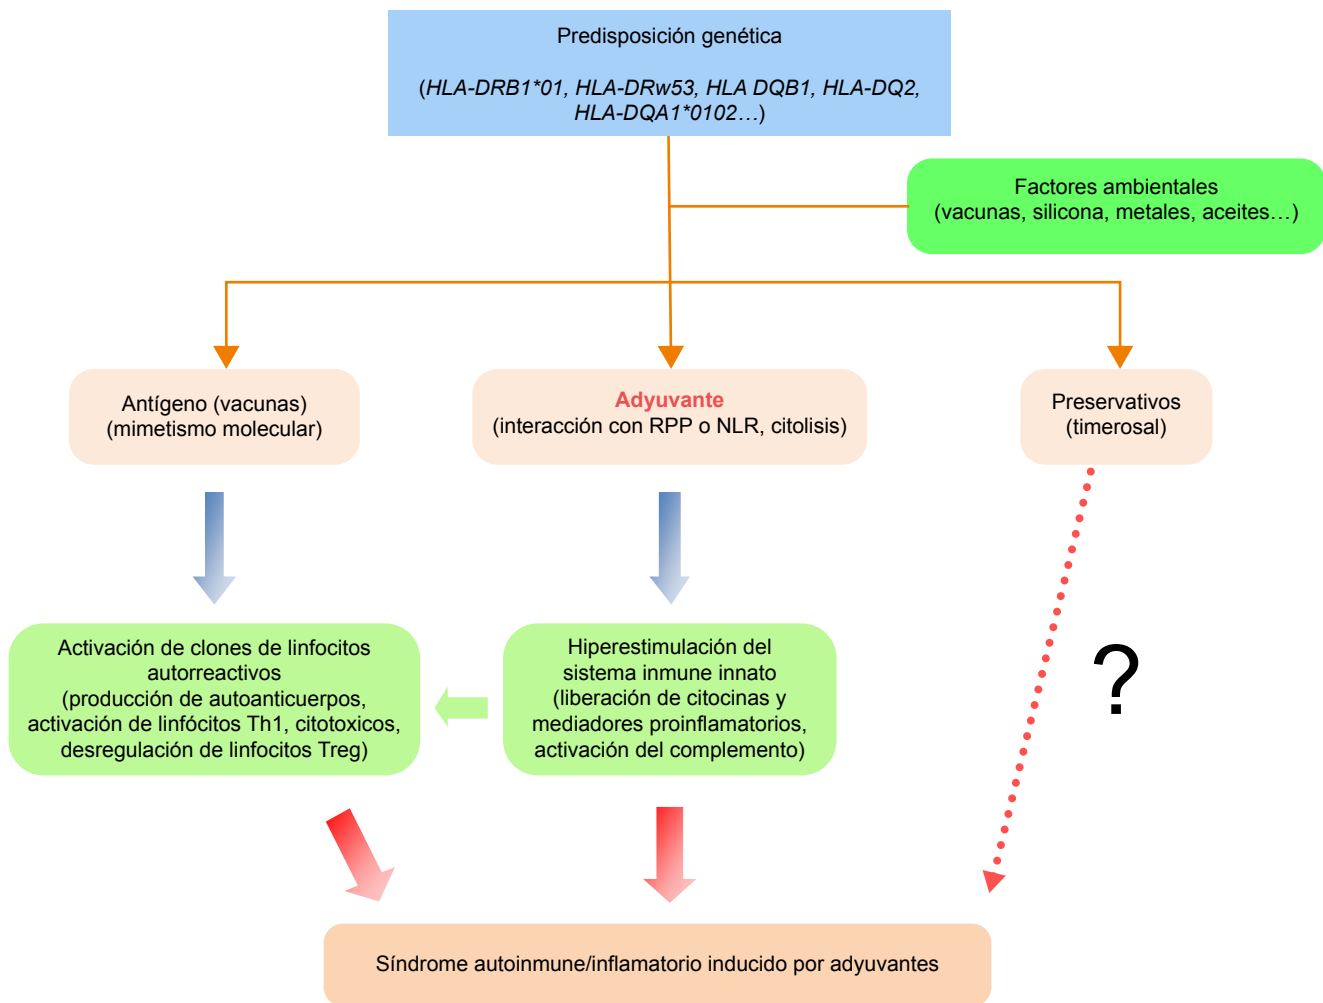 Predisposición genética
(HLA-DRB1*01, HLA-DRw53, HLA DQB1, HLA-DQ2,
HLA-DQA1*0102…)
Factores ambientales
(vacunas, silicona, metales, aceites…)
Antígeno (vacunas)
(mimetismo molecular)
Adyuvante
(interacción con RPP o NLR, citolisis)
Preservativos
(timerosal)
Activación de clones de linfocitos
autorreactivos
(producción de autoanticuerpos,
activación de linfócitos Th1, citotoxicos,
desregulación de linfocitos Treg)
Hiperestimulación del
sistema inmune innato
(liberación de citocinas y
mediadores proinflamatorios,
activación del complemento)
?
Síndrome autoinmune/inflamatorio inducido por adyuvantes